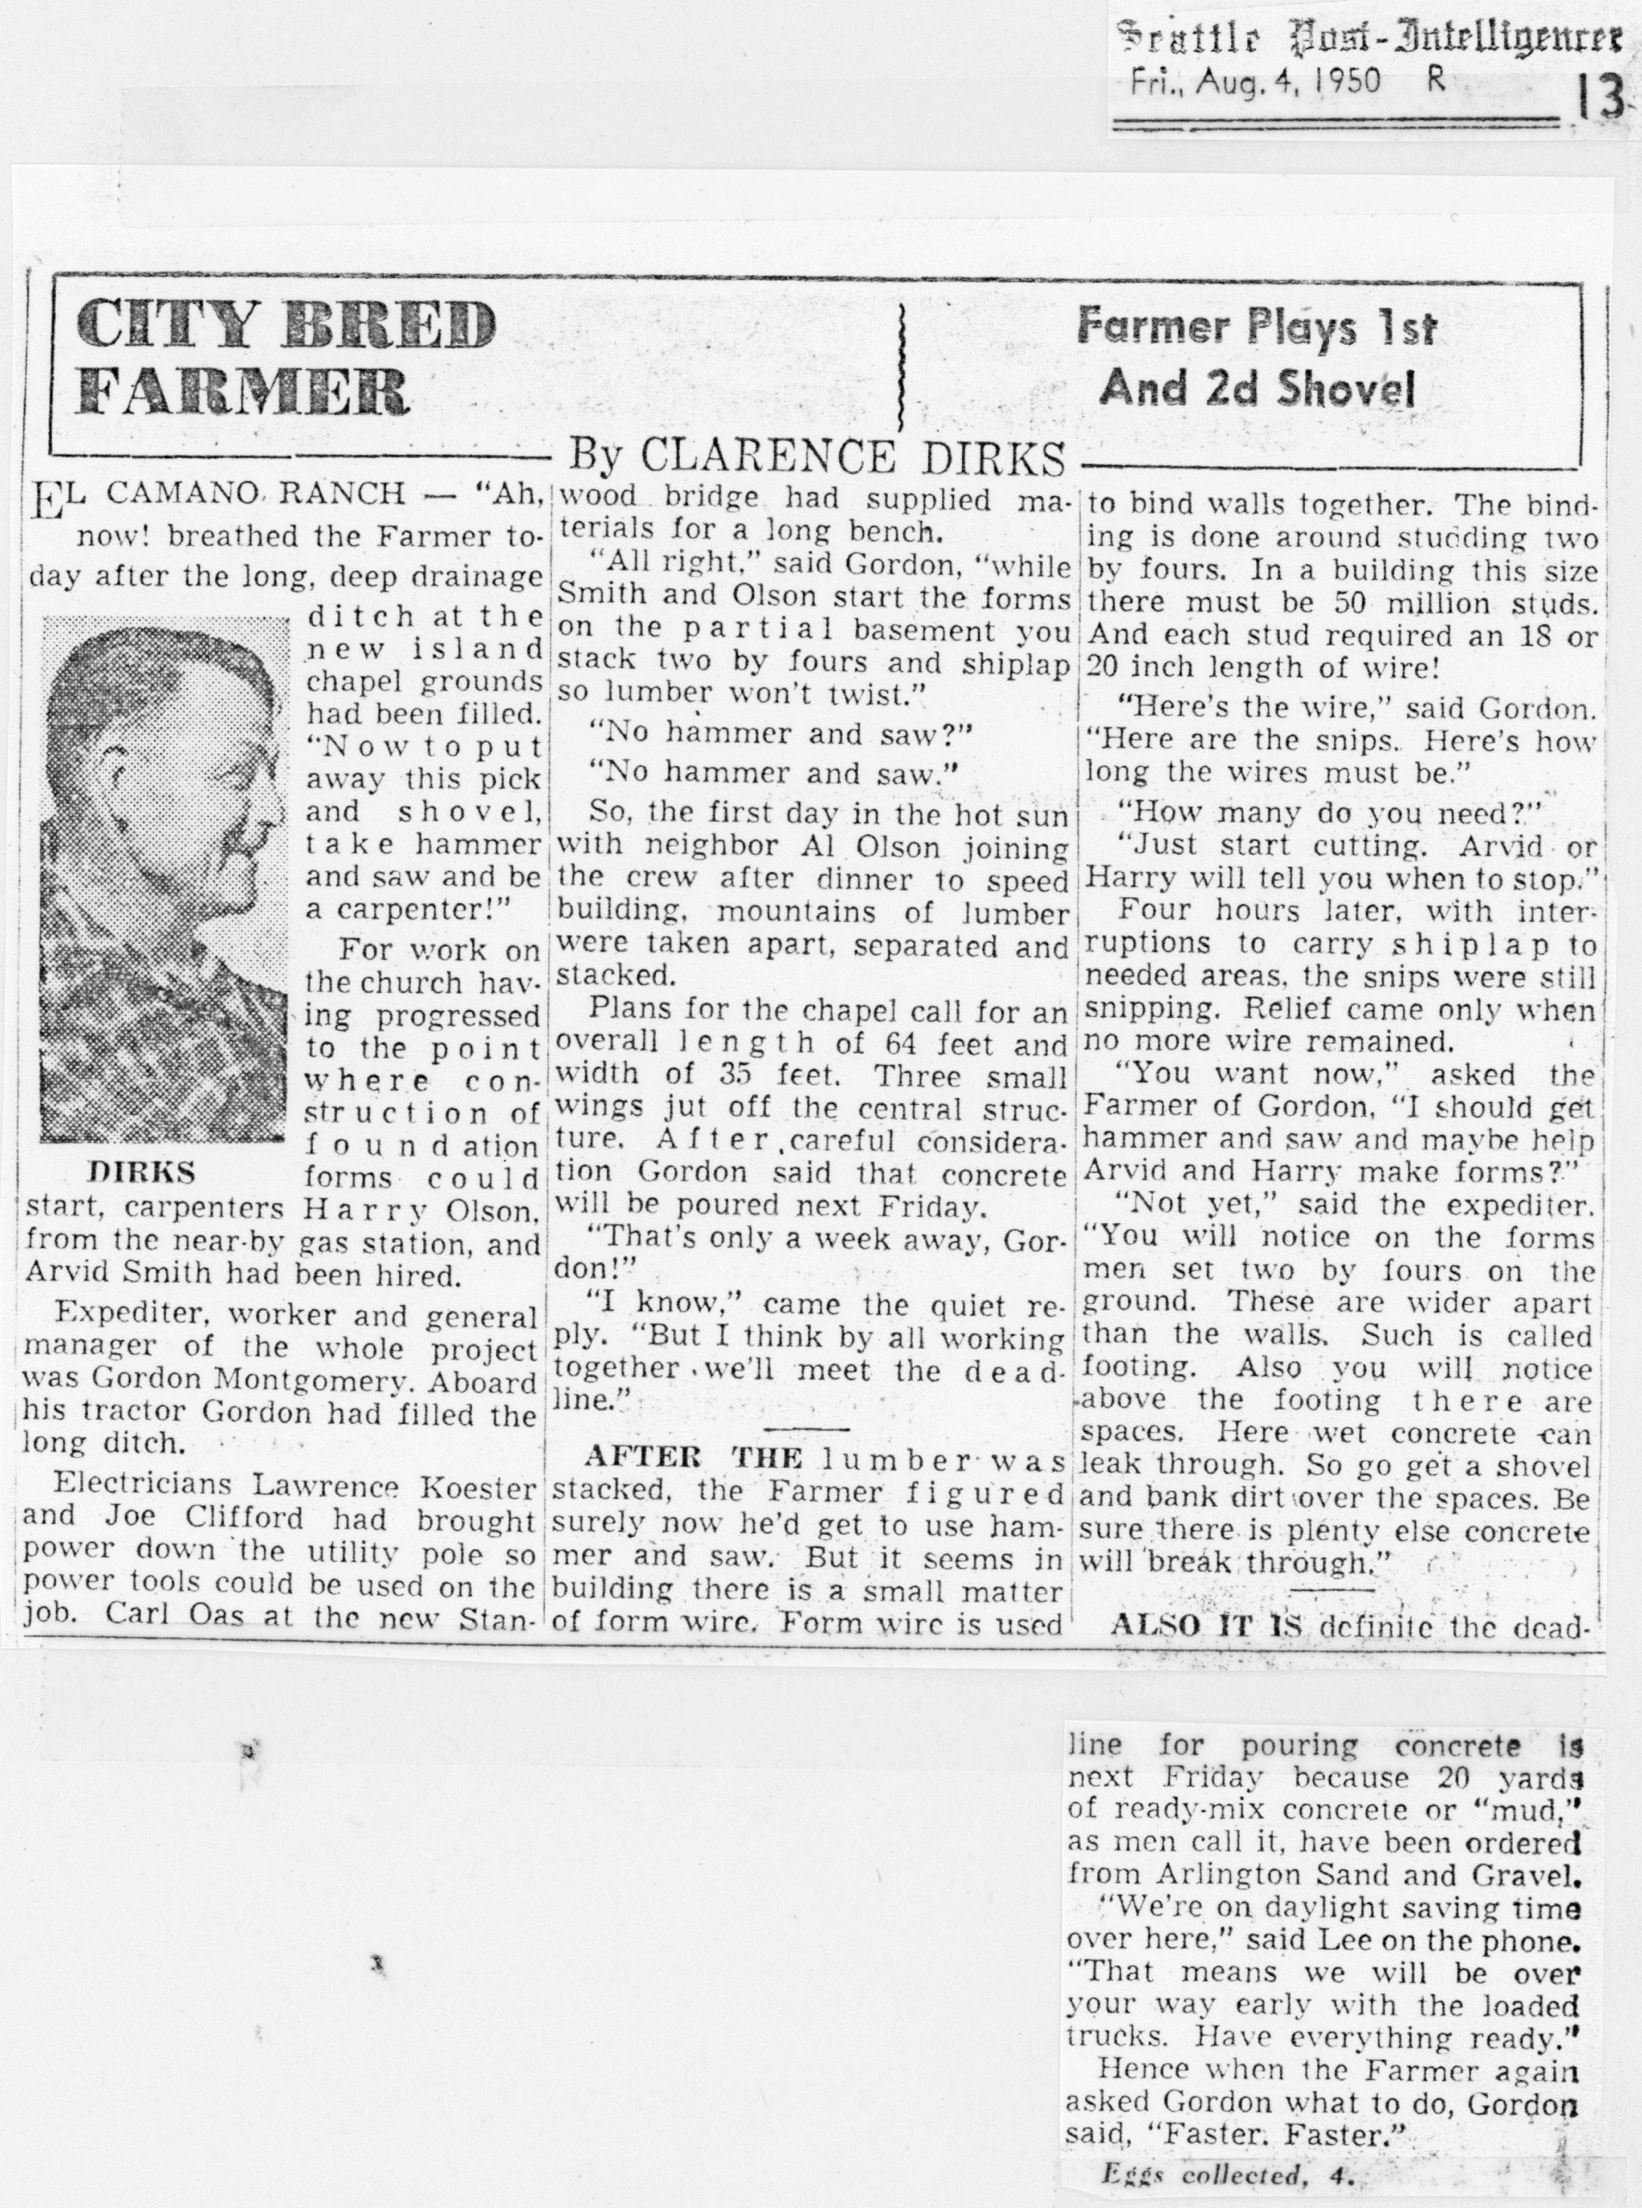 Seattle Post-Intelligencer
Fri., Aug. 4, 1950 R 13
CITY BRED
FARMER
Farmer Plays 1st
And 2d Shovel
By CLARENCE DIRKS
EL CAMANO RANCH — "Ah,
now! breathed the Farmer to-
day after the long, deep drainage
ditch at the
new island
chapel grounds
had been filled.
"Now to put
away this pick
and shovel,
take hammer
and saw and be
a carpenter!"
For work on
the church hav-
ing progressed
to the point
where con-
struction of
foundation
forms could
DIRKS
start, carpenters Harry Olson,
from the near-by gas station, and
Arvid Smith had been hired.
Expediter, worker and general
manager of the whole project
was Gordon Montgomery. Aboard
his tractor Gordon had filled the
long ditch.
Electricians Lawrence Koester
and Joe Clifford had brought
power down the utility pole so
power tools could be used on the
job. Carl Oas at the new Stan-
wood bridge had supplied ma-
terials for a long bench.
"All right," said Gordon, "while
Smith and Olson start the forms
on the partial basement you
stack two by fours and shiplap
so lumber won't twist."
"No hammer and saw?"
"No hammer and saw."
So, the first day in the hot sun
with neighbor Al Olson joining
the crew after dinner to speed
building, mountains of lumber
were taken apart, separated and
stacked.
Plans for the chapel call for an
overall length of 64 feet and
width of 35 feet. Three small
wings jut off the central struc-
ture. After careful considera-
tion Gordon said that concrete
will be poured next Friday.
"That's only a week away, Gor-
don!"
"I know," came the quiet re-
ply. "But I think by all working
together we'll meet the dead-
line."
AFTER THE lumber was
stacked, the Farmer figured
surely now he'd get to use ham-
mer and saw. But it seems in
building there is a small matter
of form wire. Form wire is used
to bind walls together. The bind-
ing is done around studding two
by fours. In a building this size
there must be 50 million studs.
And each stud required an 18 or
20 inch length of wire!
"Here's the wire," said Gordon.
"Here are the snips. Here's how
long the wires must be."
"How many do you need?"
"Just start cutting. Arvid or
Harry will tell you when to stop."
Four hours later, with inter-
ruptions to carry shiplap to
needed areas, the snips were still
snipping. Relief came only when
no more wire remained.
"You want now," asked the
Farmer of Gordon, "I should get
hammer and saw and maybe help
Arvid and Harry make forms?"
"Not yet," said the expediter.
"You will notice on the forms
men set two by fours on the
ground. These are wider apart
than the walls. Such is called
footing. Also you will notice
above the footing there are
spaces. Here wet concrete can
leak through. So go get a shovel
and bank dirt over the spaces. Be
sure there is plenty else concrete
will break through."
ALSO IT IS definite the dead-
line for pouring concrete is
next Friday because 20 yards
of ready-mix concrete or "mud,"
as men call it, have been ordered
from Arlington Sand and Gravel.
"We're on daylight saving time
over here," said Lee on the phone.
"That means we will be over
your way early with the loaded
trucks. Have everything ready."
Hence when the Farmer again
asked Gordon what to do, Gordon
said, "Faster. Faster."
Eggs collected, 4.